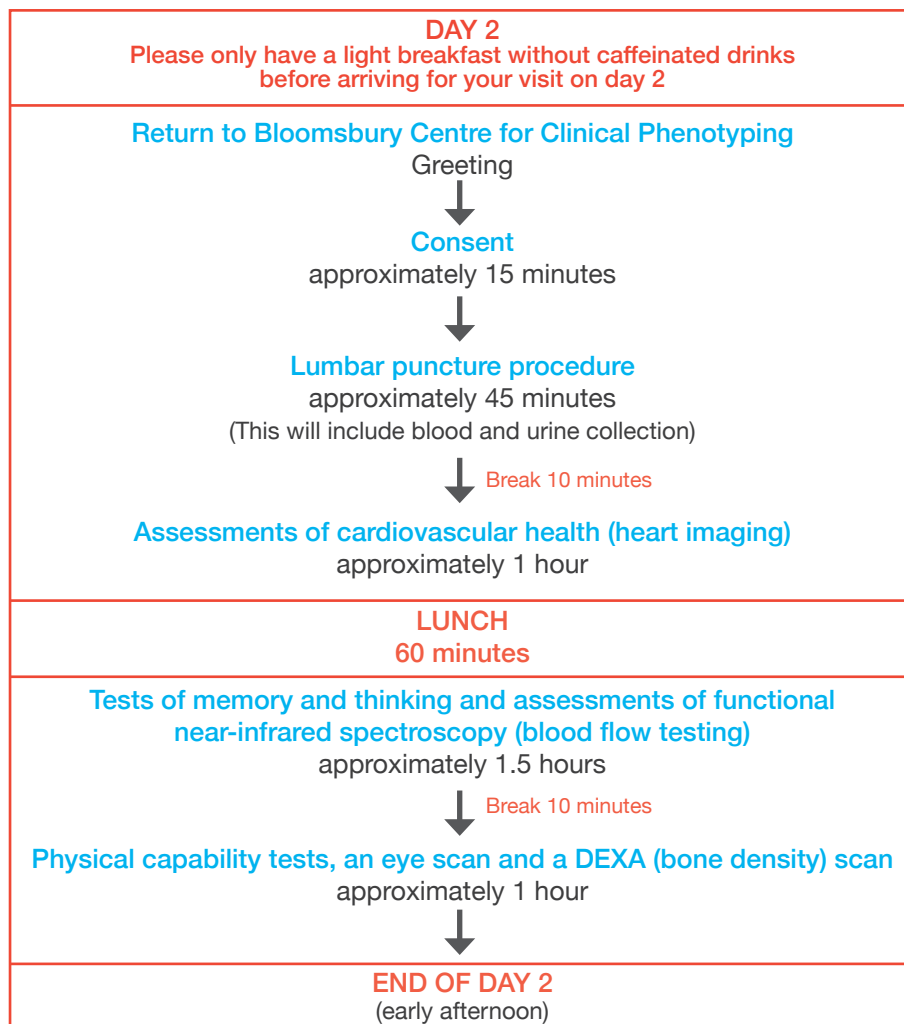 DAY 2
Please only have a light breakfast without caffeinated drinks
before arriving for your visit on day 2
Return to Bloomsbury Centre for Clinical Phenotyping
Greeting
Consent
approximately 15 minutes
Lumbar puncture procedure
approximately 45 minutes
(This will include blood and urine collection)
Break 10 minutes
Assessments of cardiovascular health (heart imaging)
approximately 1 hour
LUNCH
60 minutes
Tests of memory and thinking and assessments of functional
near-infrared spectroscopy (blood flow testing)
approximately 1.5 hours
Break 10 minutes
Physical capability tests, an eye scan and a DEXA (bone density) scan
approximately 1 hour
END OF DAY 2
(early afternoon)